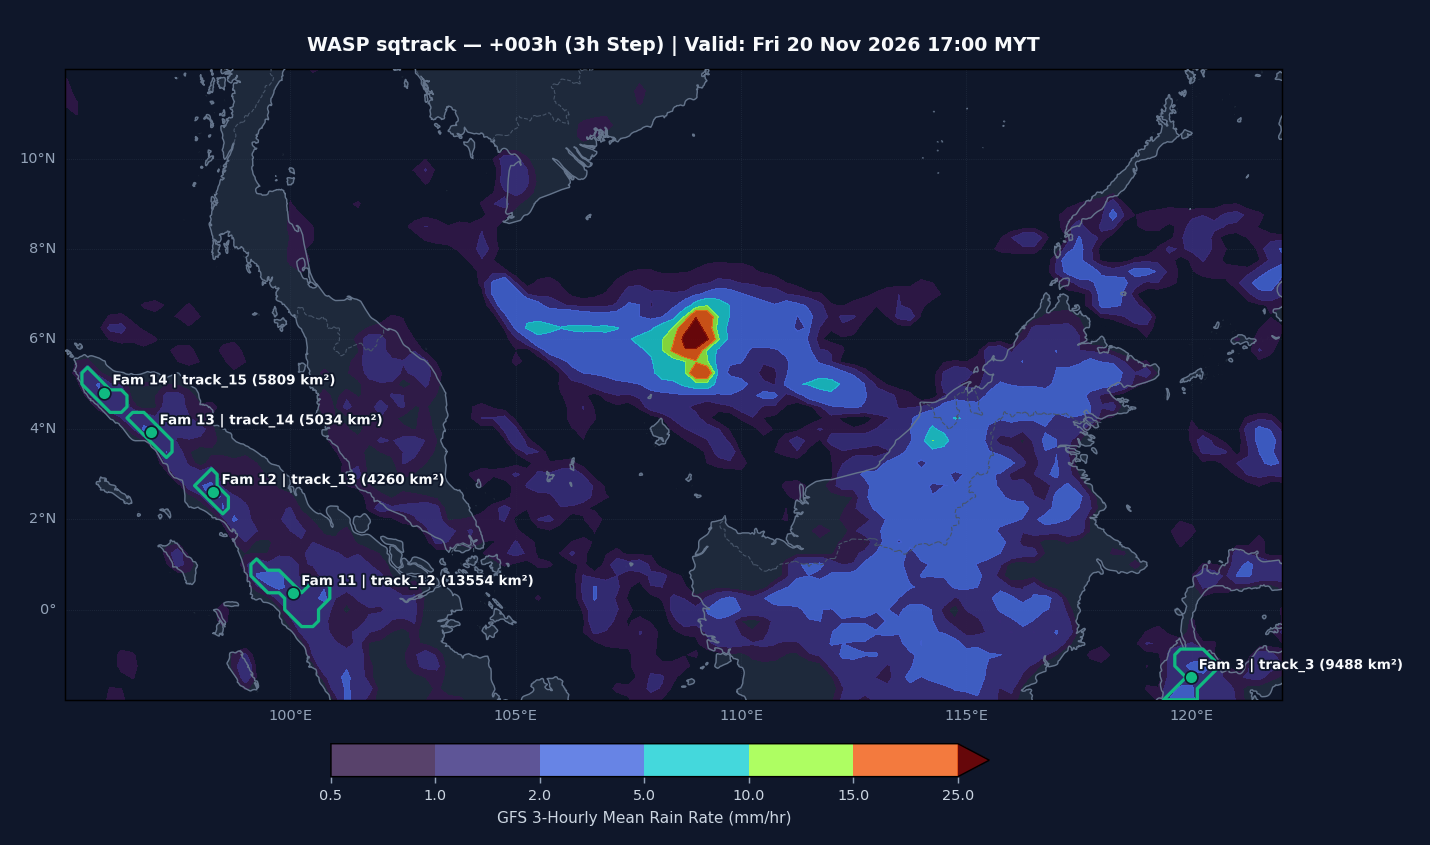 WASP sqtrack — +003h (3h Step) | Valid: Fri 20 Nov 2026 17:00 MYT
10°N
8°N
6°N
Fam 14 | track_15 (5809 km²)
Fam 13 | track_14 (5034 km²)
4°N
Fam 12 | track_13 (4260 km²)
2°N
Fam 11 | track_12 (13554 km²)
0°
Fam 3 | track_3 (9488 km²)
100°E 105°E 110°E 115°E 120°E
0.5 1.0 2.0 5.0 10.0 15.0 25.0
GFS 3-Hourly Mean Rain Rate (mm/hr)